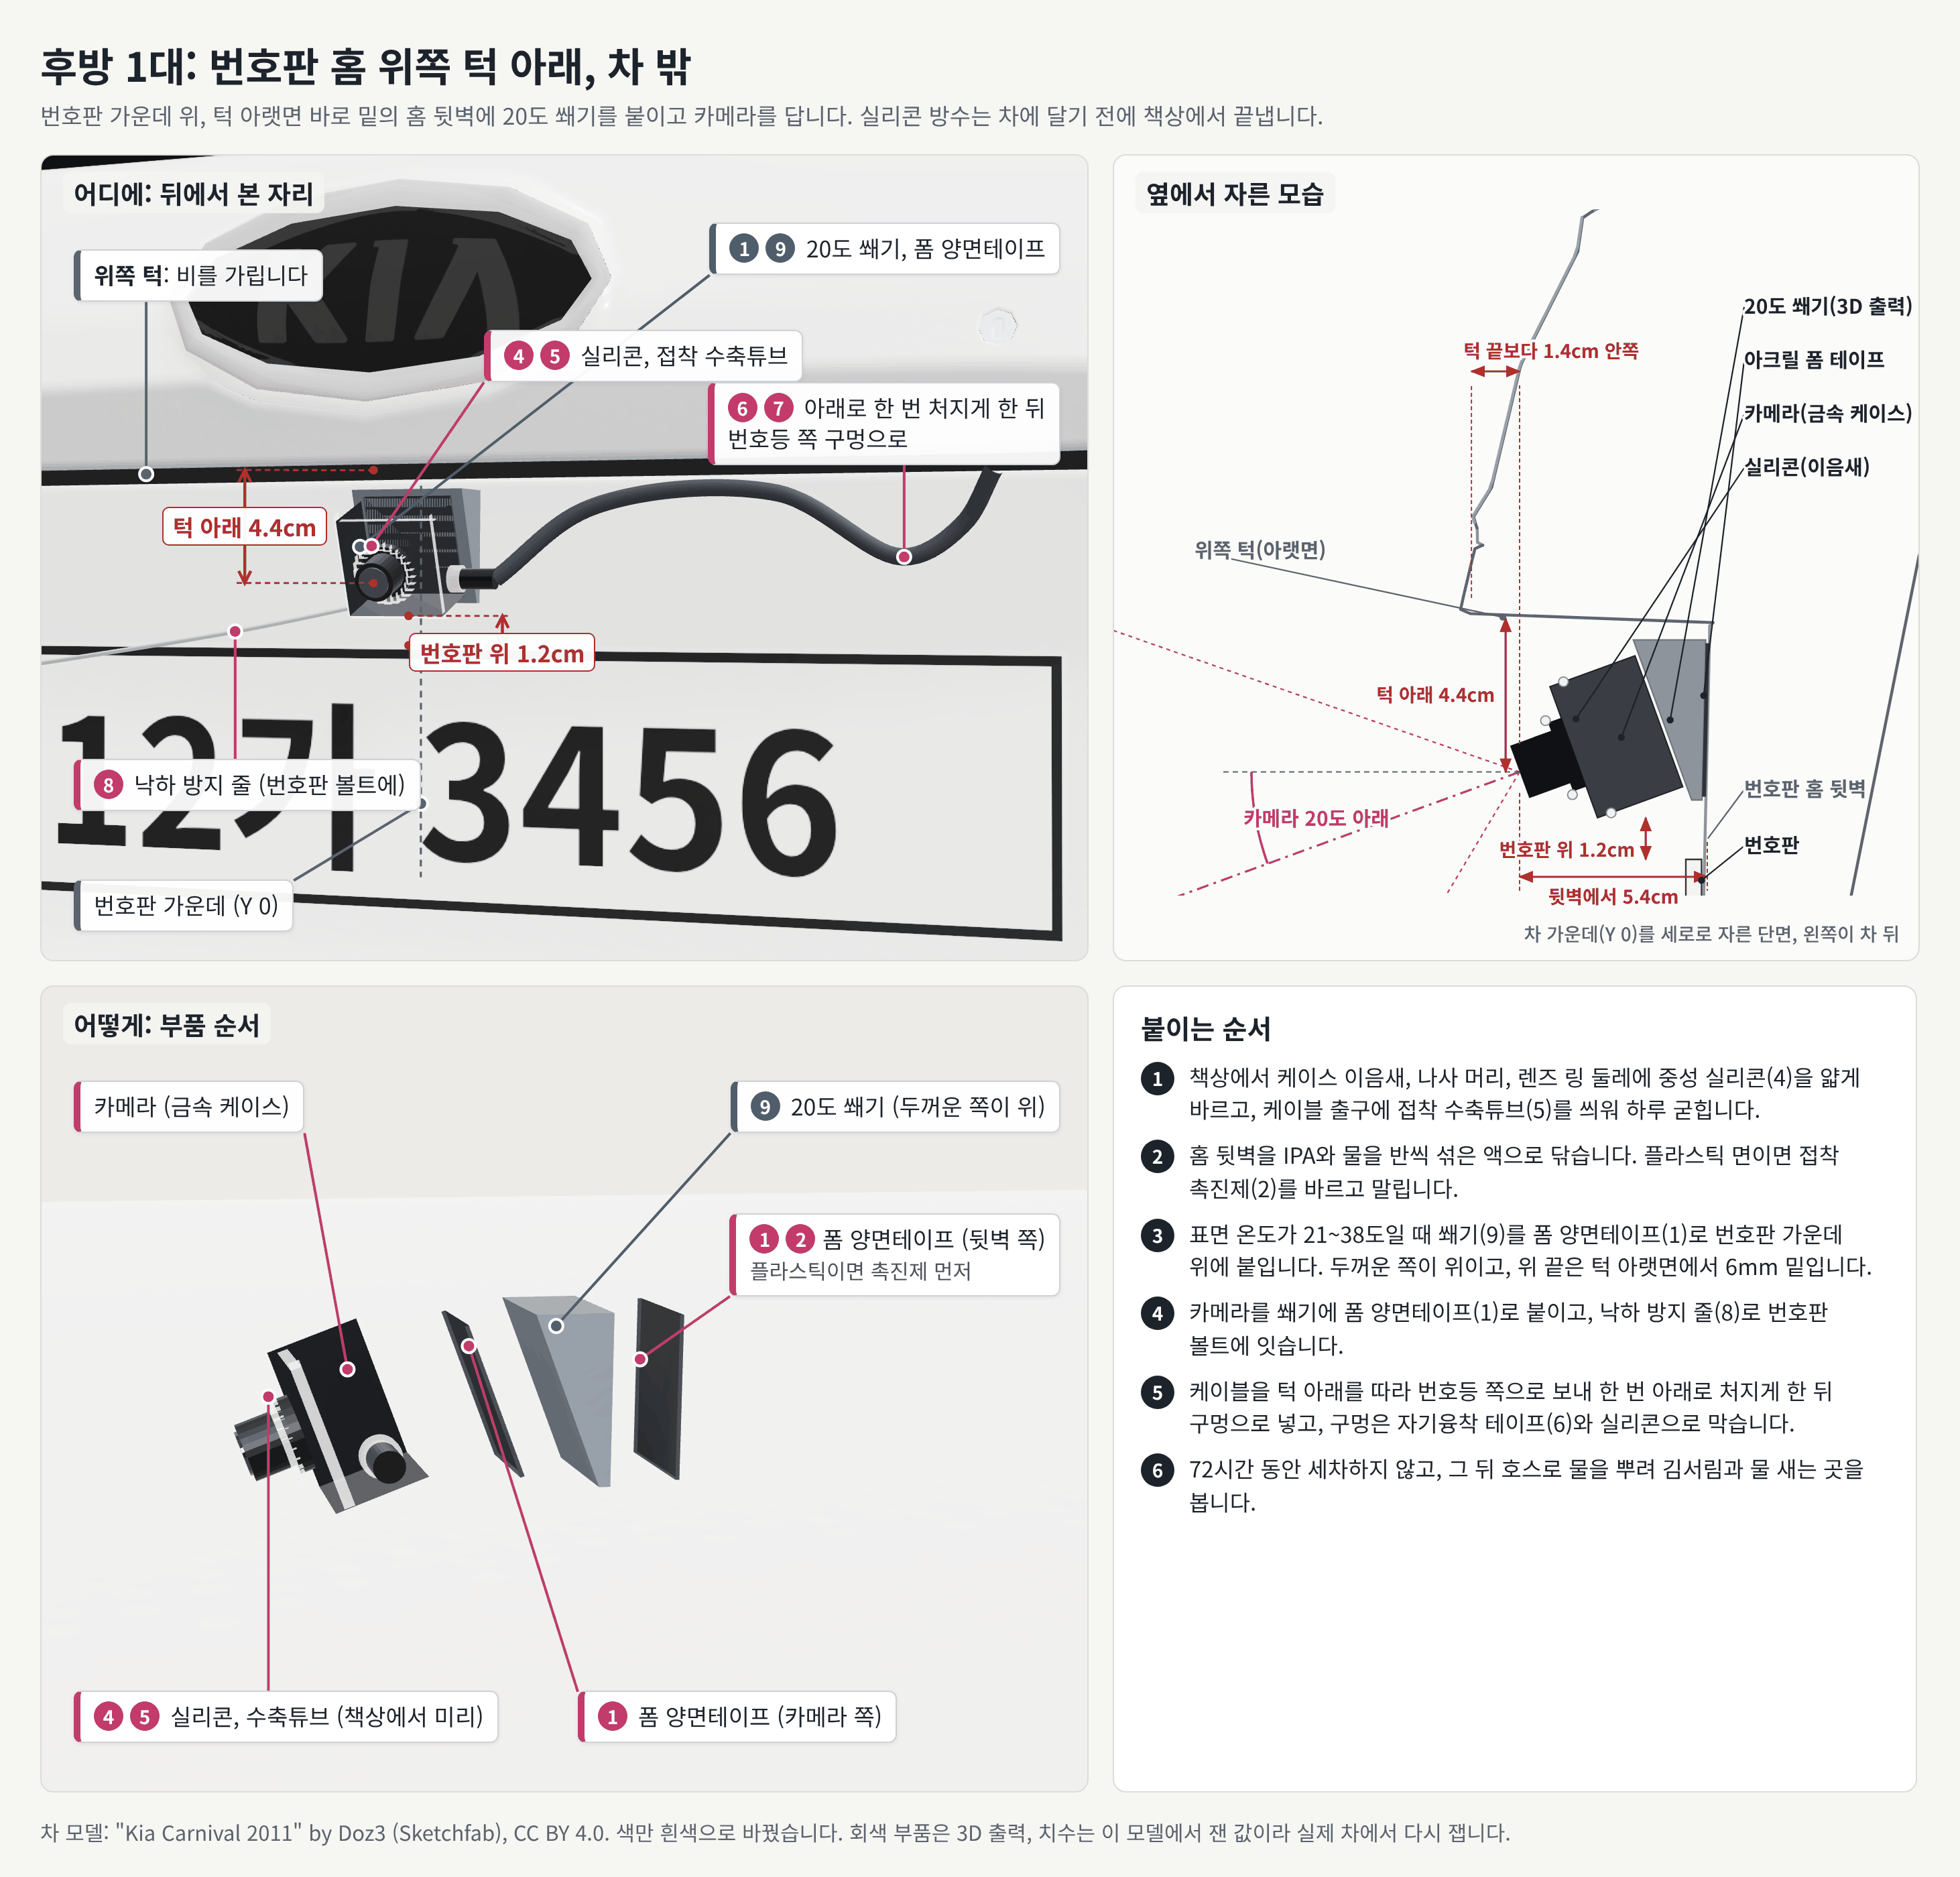 후방 1대: 번호판 홈 위쪽 턱 아래, 차 밖
번호판 가운데 위, 턱 아랫면 바로 밑의 홈 뒷벽에 20도 쐐기를 붙이고 카메라를 답니다. 실리콘 방수는 차에 달기 전에 책상에서 끝냅니다.
어디에: 뒤에서 본 자리
KIA
위쪽 턱: 비를 가립니다
1 9 20도 쐐기, 폼 양면테이프
4 5 실리콘, 접착 수축튜브
6 7 아래로 한 번 처지게 한 뒤
번호등 쪽 구멍으로
턱 아래 4.4cm
번호판 위 1.2cm
12가 3456
8 낙하 방지 줄 (번호판 볼트에)
번호판 가운데 (Y 0)
옆에서 자른 모습
20도 쐐기(3D 출력)
턱 끝보다 1.4cm 안쪽
아크릴 폼 테이프
카메라(금속 케이스)
실리콘(이음새)
위쪽 턱(아랫면)
턱 아래 4.4cm
번호판 홈 뒷벽
카메라 20도 아래
번호판 위 1.2cm
번호판
뒷벽에서 5.4cm
차 가운데(Y 0)를 세로로 자른 단면, 왼쪽이 차 뒤
어떻게: 부품 순서
카메라 (금속 케이스)
9 20도 쐐기 (두꺼운 쪽이 위)
1 2 폼 양면테이프 (뒷벽 쪽)
플라스틱이면 촉진제 먼저
4 5 실리콘, 수축튜브 (책상에서 미리)
1 폼 양면테이프 (카메라 쪽)
붙이는 순서
1 책상에서 케이스 이음새, 나사 머리, 렌즈 링 둘레에 중성 실리콘(4)을 얇게
바르고, 케이블 출구에 접착 수축튜브(5)를 씌워 하루 굳힙니다.
2 홈 뒷벽을 IPA와 물을 반씩 섞은 액으로 닦습니다. 플라스틱 면이면 접착
촉진제(2)를 바르고 말립니다.
3 표면 온도가 21~38도일 때 쐐기(9)를 폼 양면테이프(1)로 번호판 가운데
위에 붙입니다. 두꺼운 쪽이 위이고, 위 끝은 턱 아랫면에서 6mm 밑입니다.
4 카메라를 쐐기에 폼 양면테이프(1)로 붙이고, 낙하 방지 줄(8)로 번호판
볼트에 잇습니다.
5 케이블을 턱 아래를 따라 번호등 쪽으로 보내 한 번 아래로 처지게 한 뒤
구멍으로 넣고, 구멍은 자기융착 테이프(6)와 실리콘으로 막습니다.
6 72시간 동안 세차하지 않고, 그 뒤 호스로 물을 뿌려 김서림과 물 새는 곳을
봅니다.
차 모델: "Kia Carnival 2011" by Doz3 (Sketchfab), CC BY 4.0. 색만 흰색으로 바꿨습니다. 회색 부품은 3D 출력, 치수는 이 모델에서 잰 값이라 실제 차에서 다시 잽니다.